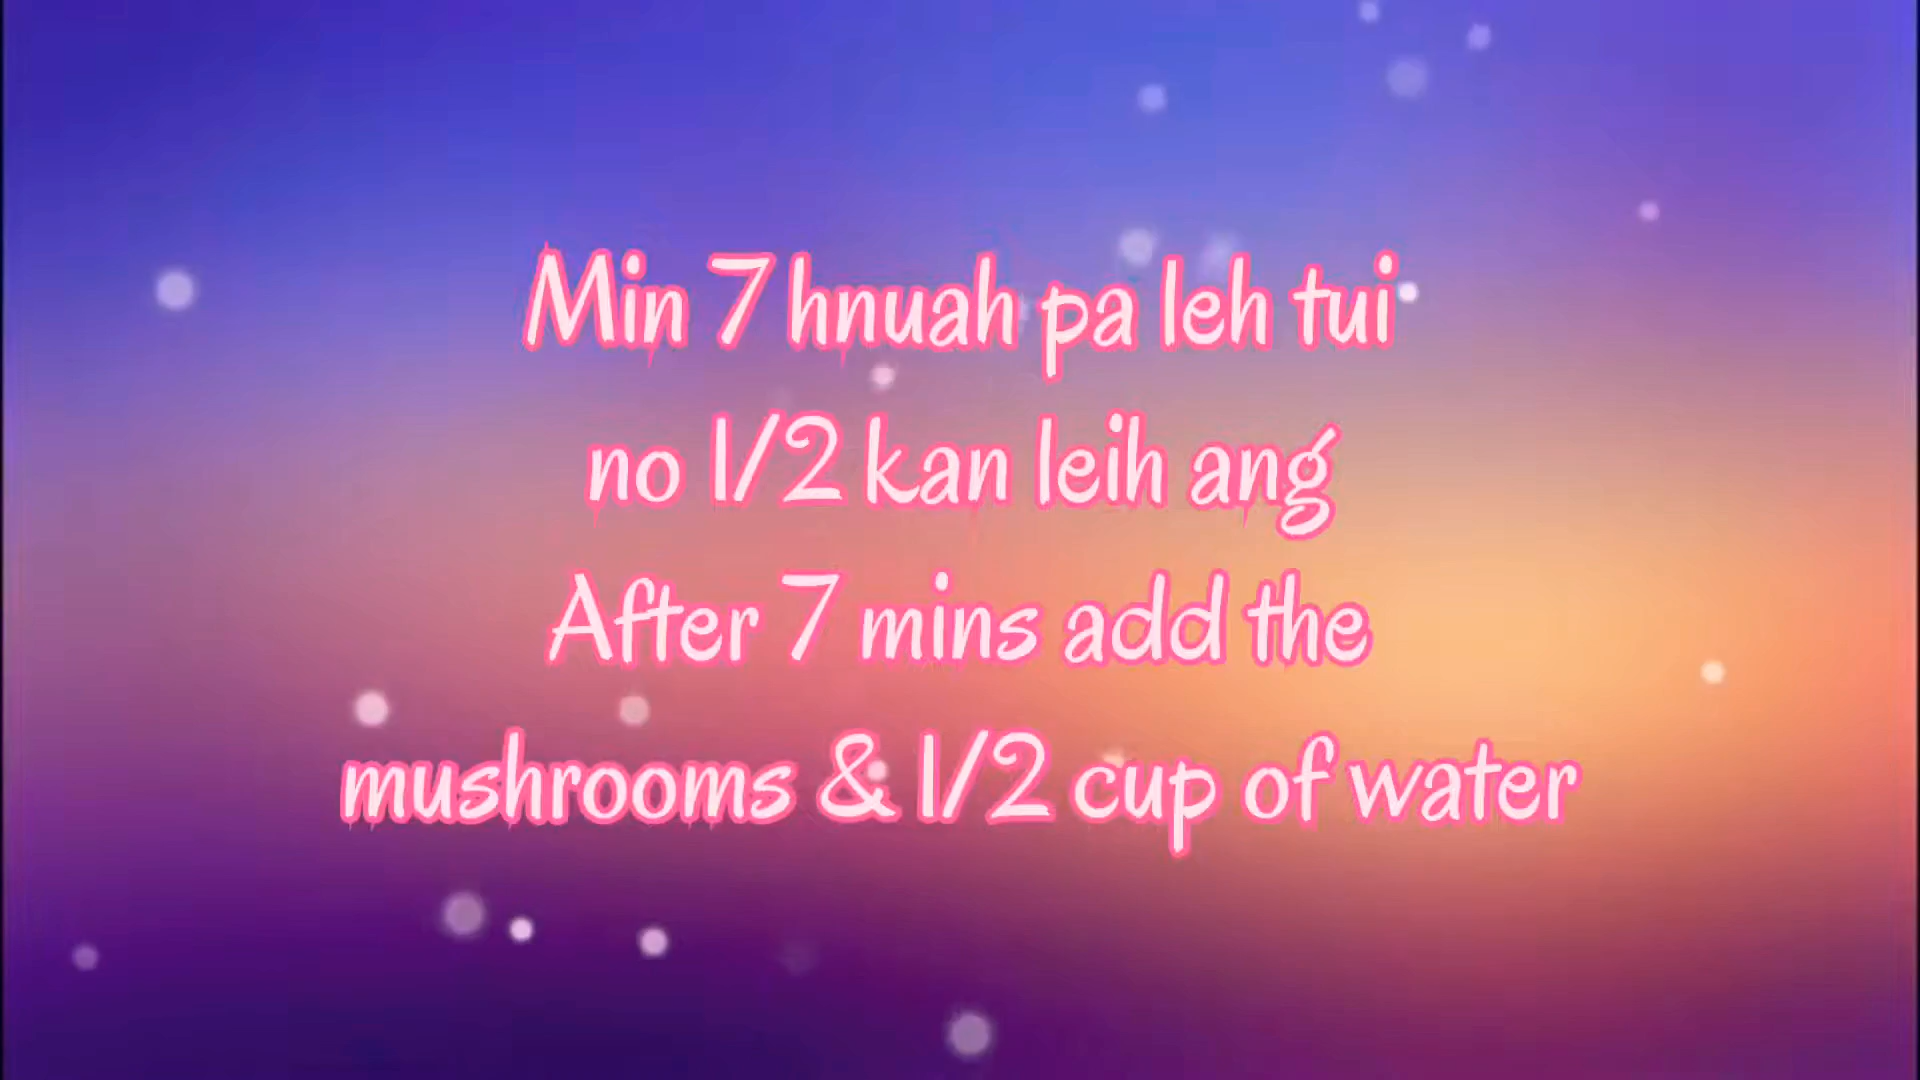 Min 7 hnuah pa leh tui
no 1/2 kan leih ang
After 7 mins add the
mushrooms & 1/2 cup of water